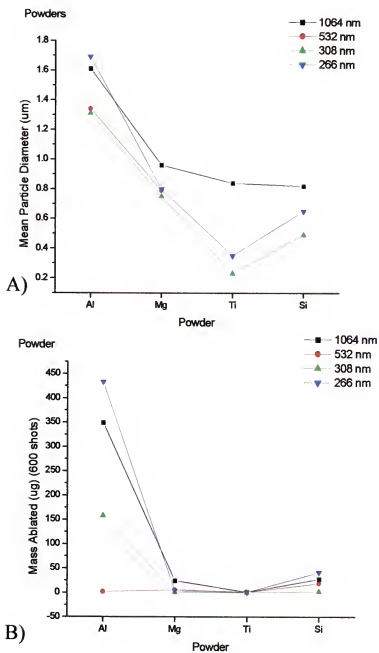 Powders
1064 nm
532 nm
308 nm
266 nm
1.8
1.6
1.4
1.2
1.0
0.8
0.6
0.4
0.2
Mean Particle Diameter (um)
A)
Al Mg Ti Si
Powder
Powder
1064 nm
532 nm
308 nm
266 nm
450
400
350
300
250
200
150
100
50
0
-50
Mass Ablated (ug) (600 shots)
B)
Al Mg Ti Si
Powder